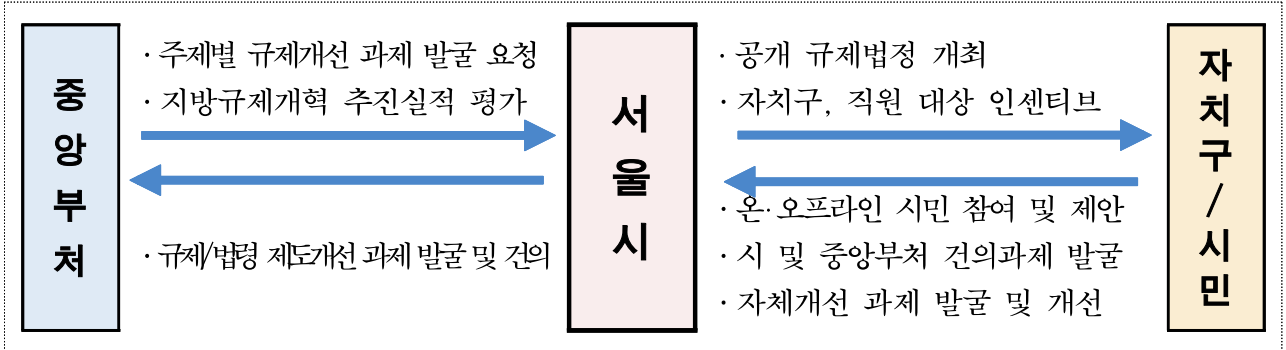 중앙부처
· 주제별 규제개선 과제 발굴 요청
· 지방규제개혁 추진실적 평가
· 규제/법령 제도개선 과제 발굴 및 건의
서울시
· 공개 규제법정 개최
· 자치구, 직원 대상 인센티브
· 온·오프라인 시민 참여 및 제안
· 시 및 중앙부처 건의과제 발굴
· 자체개선 과제 발굴 및 개선
자치구/시민